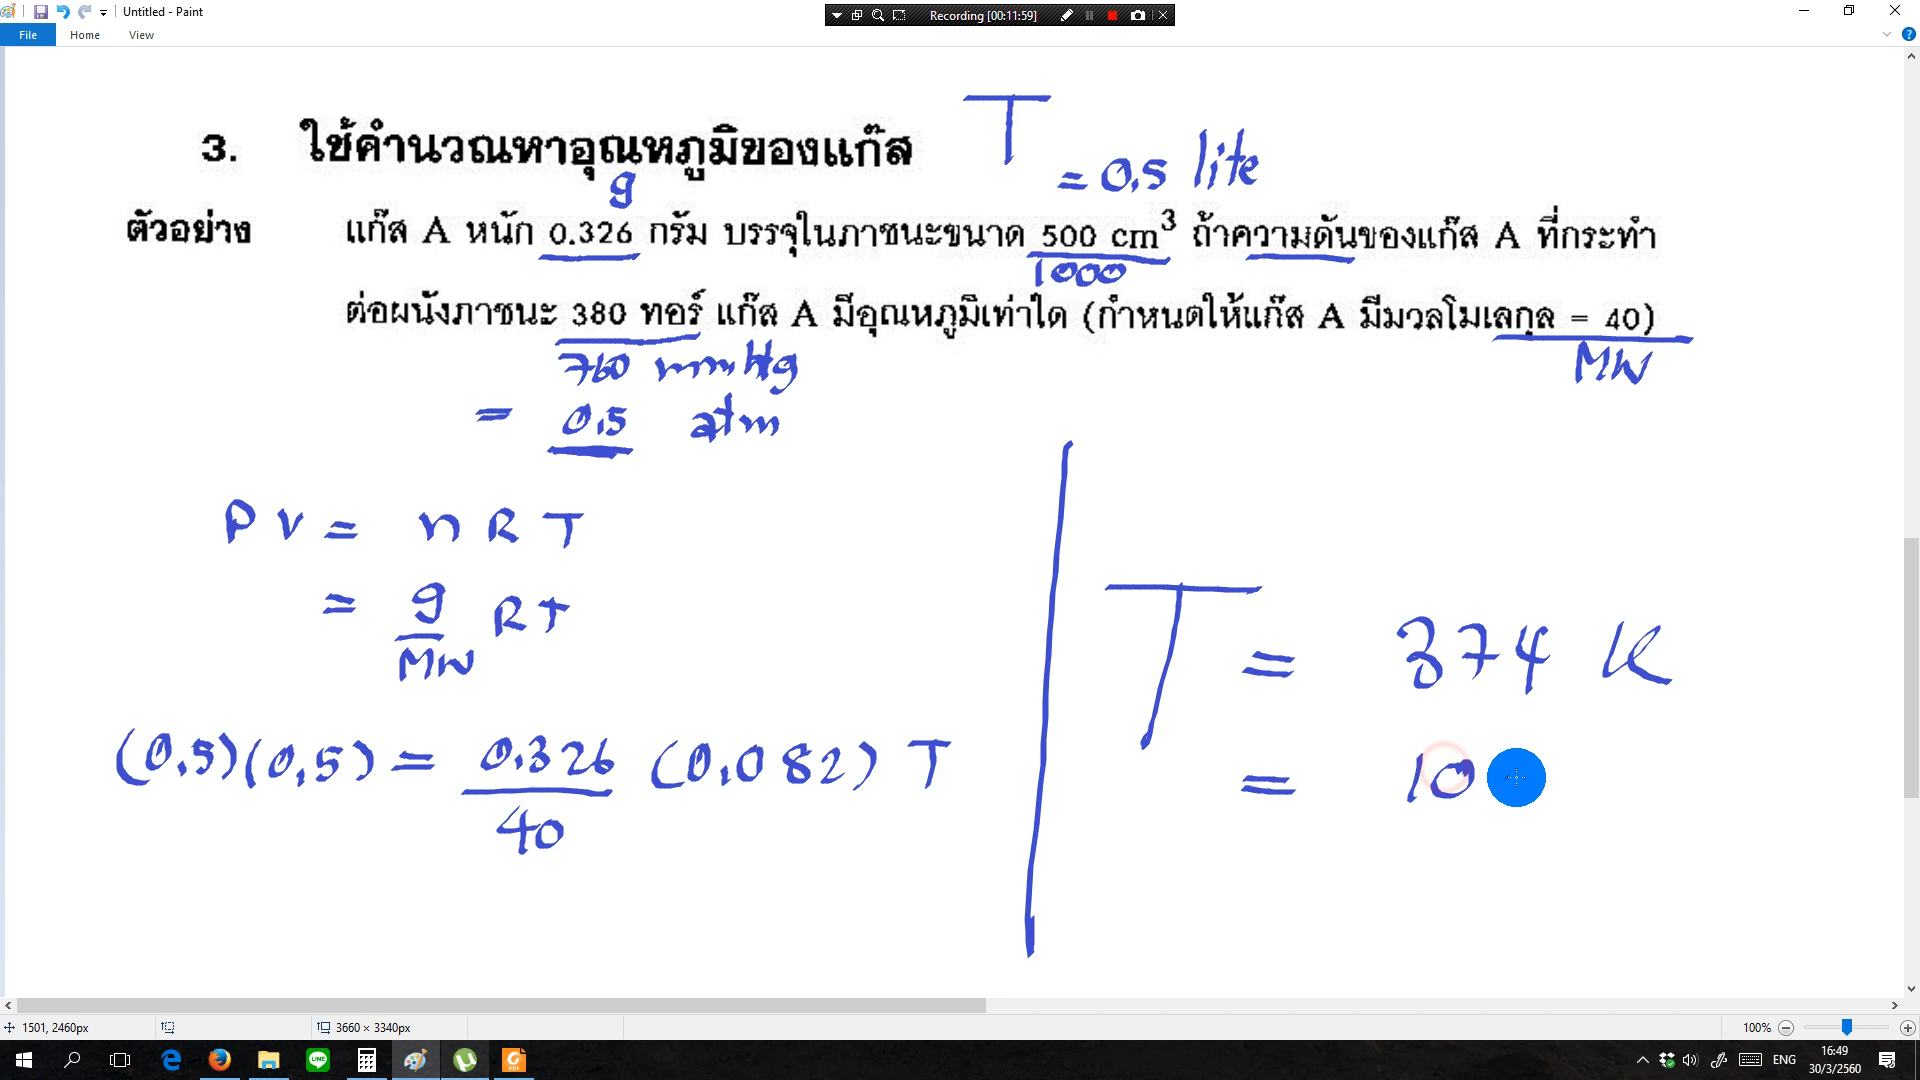 Untitled - Paint
Recording [00:11:59]
File Home View
T
3. ใช้คำนวณหาอุณหภูมิของแก๊ส
= 0.5 lite
g
ตัวอย่าง แก๊ส A หนัก 0.326 กรัม บรรจุในภาชนะขนาด 500 cm³ ถ้าความดันของแก๊ส A ที่กระทำ
1000
ต่อผนังภาชนะ 380 ทอร์ แก๊ส A มีอุณหภูมิเท่าใด (กำหนดให้แก๊ส A มีมวลโมเลกุล = 40)
760 mmHg
MW
= 0.5 atm
PV = n R T
= g RT
MW
T = 374 K
(0.5)(0.5) = 0.326 (0.082) T
40
= 10
1501, 2460px
3660 × 3340px
100%
LINE
PDF
ENG
16:49
30/3/2560